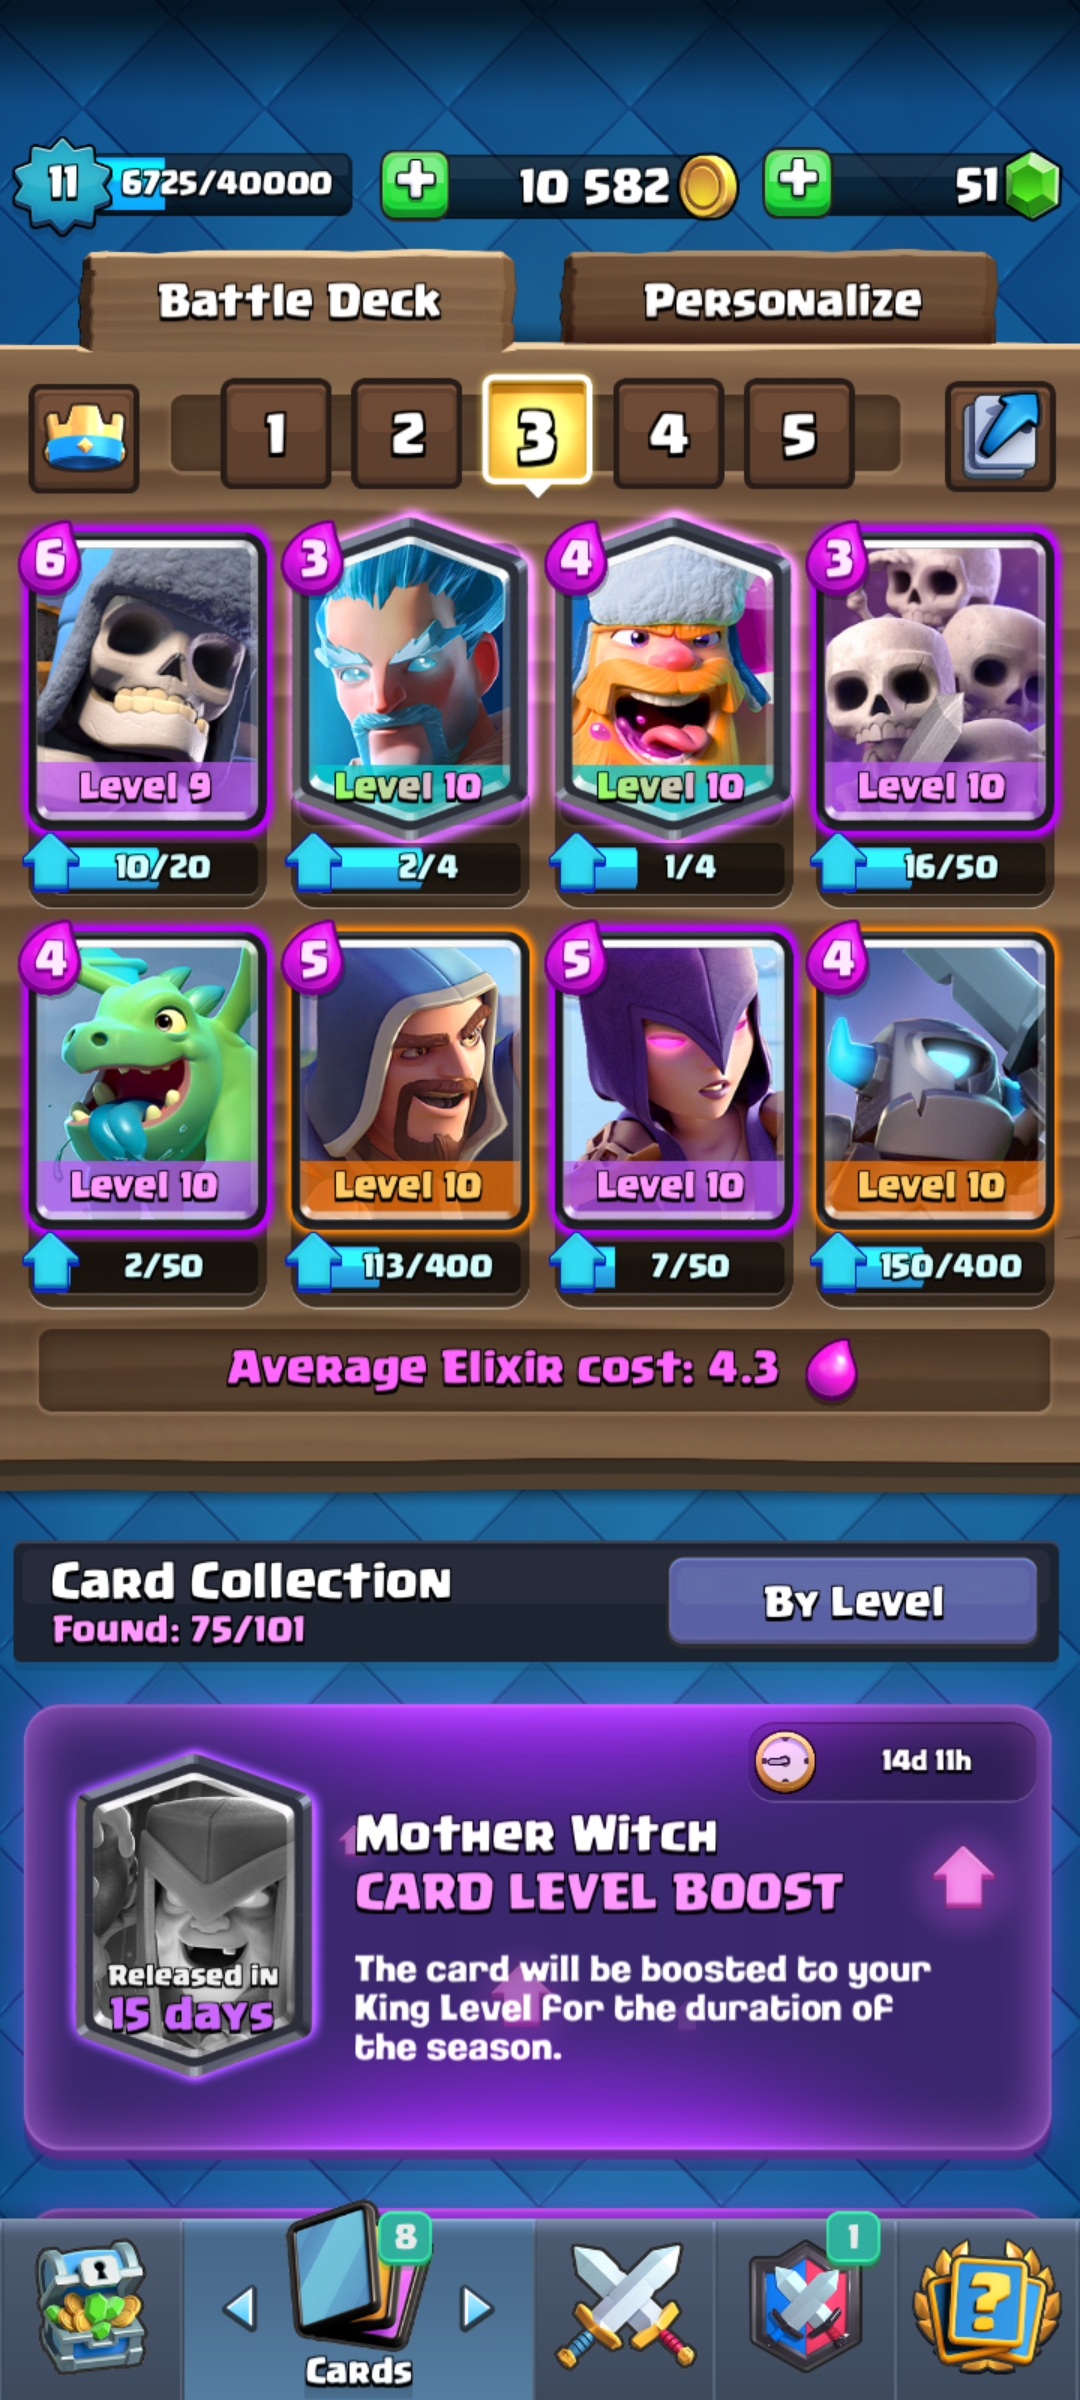 11 6725/40000 10 582 51
Battle Deck Personalize
1 2 3 4 5
6 3 4 3
Level 9 Level 10 Level 10 Level 10
10/20 2/4 1/4 16/50
4 5 5 4
Level 10 Level 10 Level 10 Level 10
2/50 113/400 7/50 150/400
Average Elixir cost: 4.3
Card Collection
Found: 75/101
By Level
14d 11h
Mother Witch
CARD LEVEL BOOST
Released in
15 days
The card will be boosted to your
King Level for the duration of
the season.
8 1
?
Cards